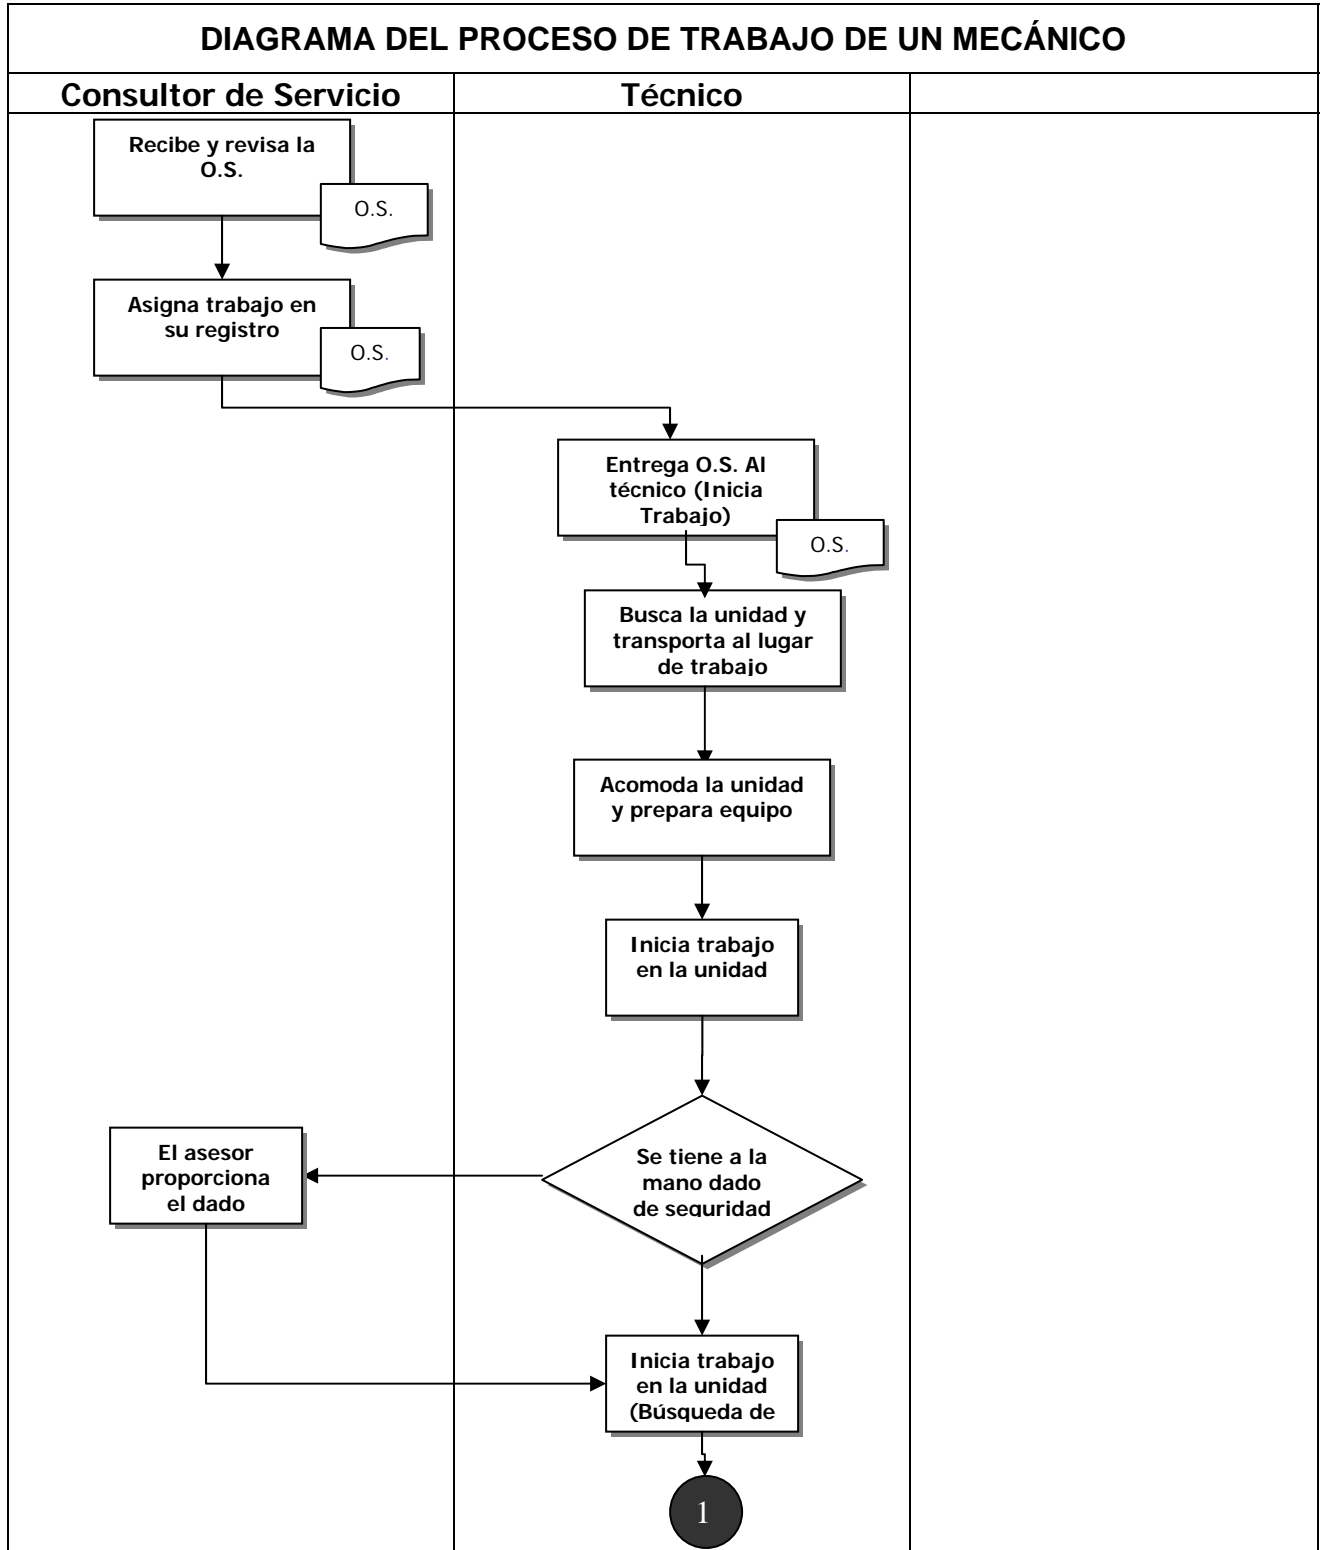 DIAGRAMA DEL PROCESO DE TRABAJO DE UN MECÁNICO
Consultor de Servicio
Técnico
Recibe y revisa la
O.S.
O.S.
Asigna trabajo en
su registro
O.S.
Entrega O.S. Al
técnico (Inicia
Trabajo)
O.S.
Busca la unidad y
transporta al lugar
de trabajo
Acomoda la unidad
y prepara equipo
Inicia trabajo
en la unidad
Se tiene a la
mano dado
de seguridad
El asesor
proporciona
el dado
Inicia trabajo
en la unidad
(Búsqueda de
1